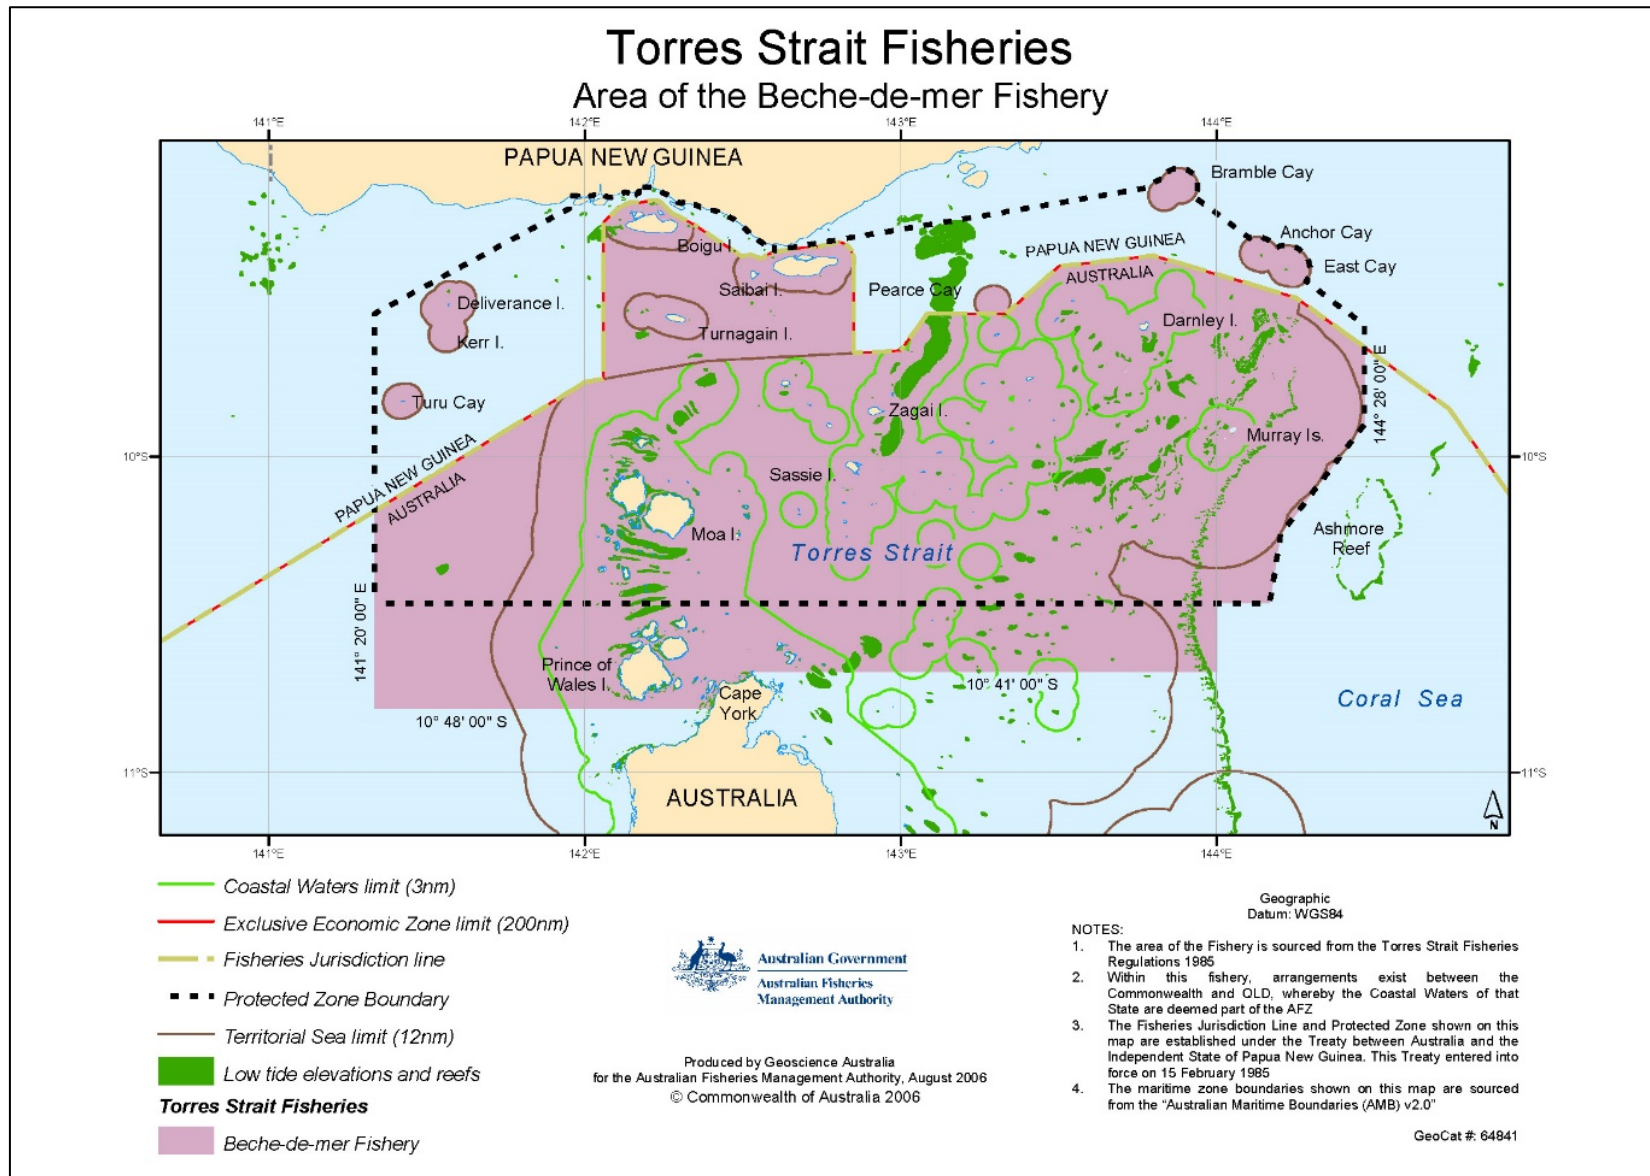 Torres Strait Fisheries
Area of the Beche-de-mer Fishery
141°E
142°E
143°E
144°E
PAPUA NEW GUINEA
Bramble Cay
Anchor Cay
East Cay
PAPUA NEW GUINEA
AUSTRALIA
Boigu I.
Saibai I.
Pearce Cay
Deliverance I.
Kerr I.
Turnagain I.
Darnley I.
Turu Cay
Zagai I.
144° 28' 00" E
Murray Is.
PAPUA NEW GUINEA
AUSTRALIA
10°S
10°S
Sassie I.
Moa I.
Torres Strait
Ashmore
Reef
141° 20' 00" E
Prince of
Wales I.
Cape
York
10° 41' 00" S
10° 48' 00" S
Coral Sea
11°S
11°S
AUSTRALIA
N
141°E
142°E
143°E
144°E
Coastal Waters limit (3nm)
Exclusive Economic Zone limit (200nm)
Fisheries Jurisdiction line
Protected Zone Boundary
Territorial Sea limit (12nm)
Low tide elevations and reefs
Torres Strait Fisheries
Beche-de-mer Fishery
Australian Government
Australian Fisheries
Management Authority
Produced by Geoscience Australia
for the Australian Fisheries Management Authority, August 2006
© Commonwealth of Australia 2006
Geographic
Datum: WGS84
NOTES:
1. The area of the Fishery is sourced from the Torres Strait Fisheries
Regulations 1985
2. Within this fishery, arrangements exist between the
Commonwealth and QLD, whereby the Coastal Waters of that
State are deemed part of the AFZ
3. The Fisheries Jurisdiction Line and Protected Zone shown on this
map are established under the Treaty between Australia and the
Independent State of Papua New Guinea. This Treaty entered into
force on 15 February 1985
4. The maritime zone boundaries shown on this map are sourced
from the "Australian Maritime Boundaries (AMB) v2.0"
GeoCat #: 64841